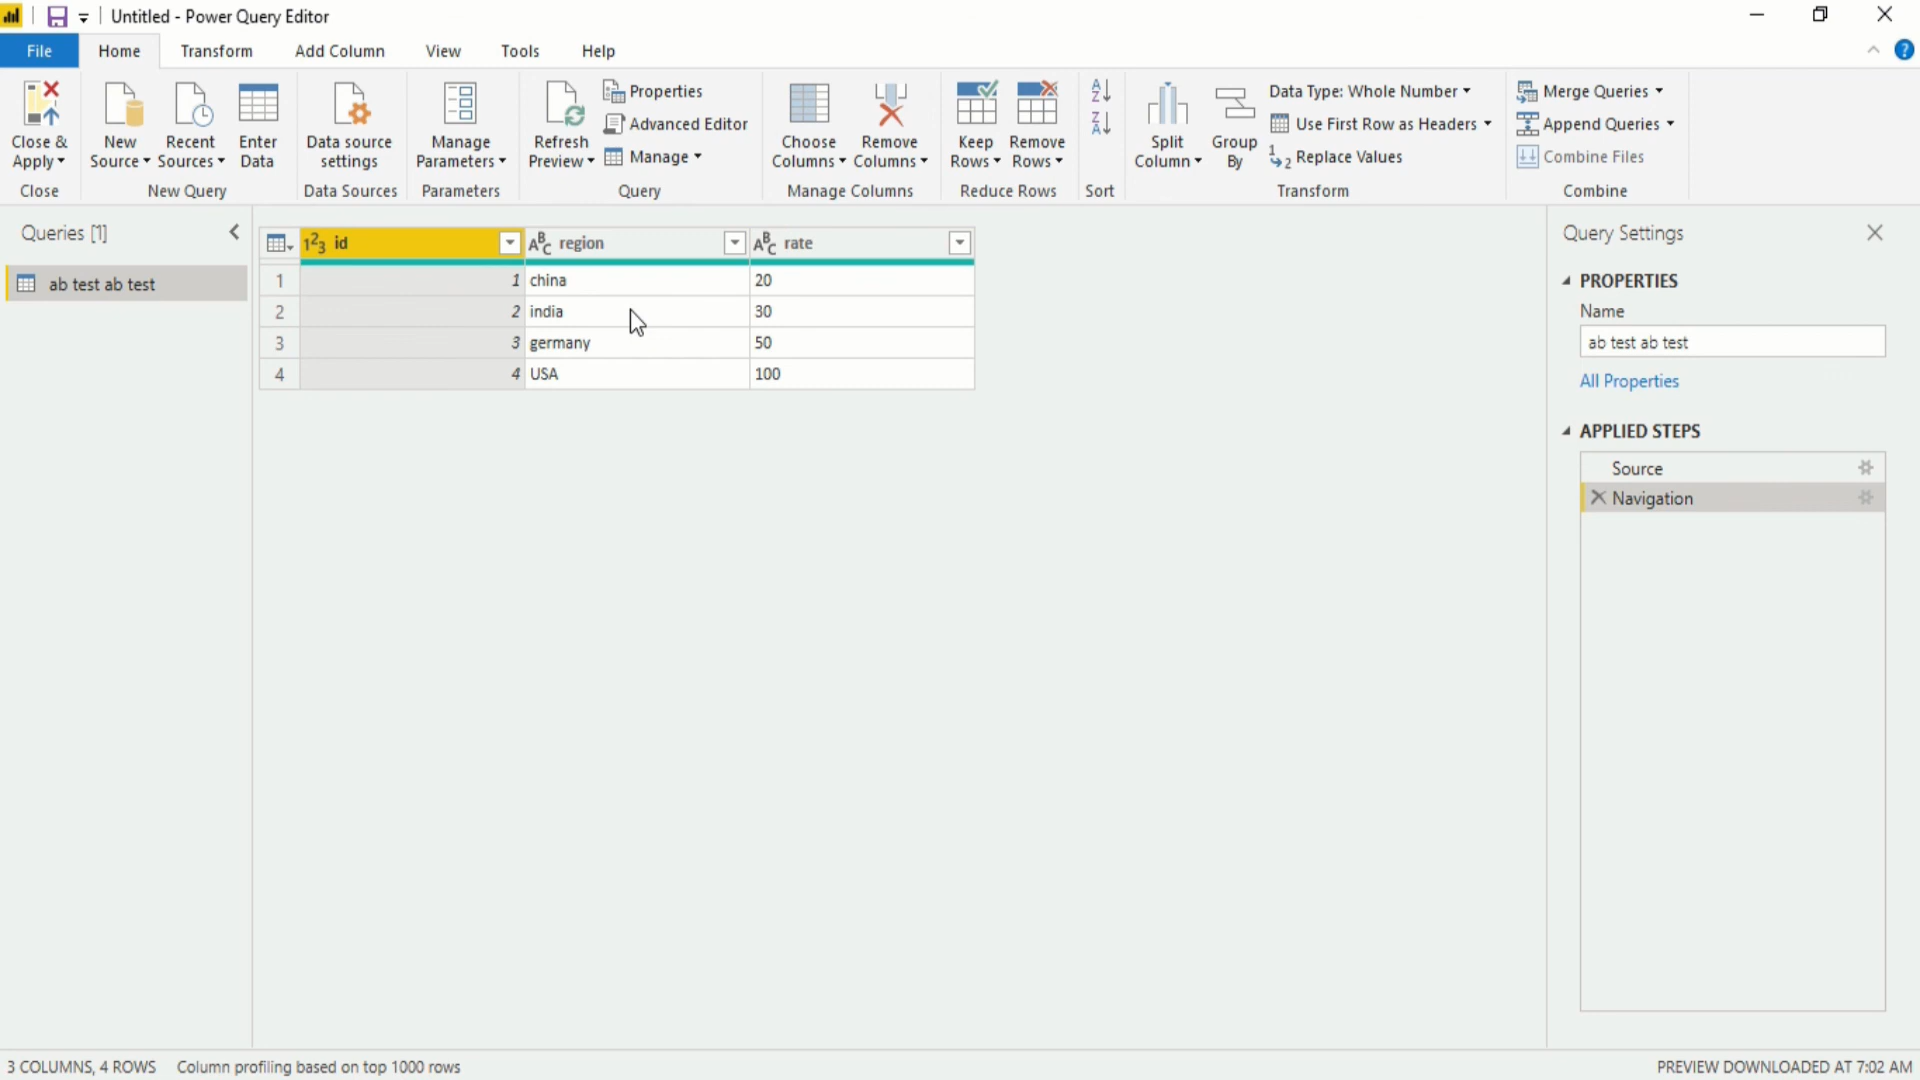 Untitled - Power Query Editor
File Home Transform Add Column View Tools Help
Close & Apply
New Source
Recent Sources
Enter Data
Data source settings
Manage Parameters
Refresh Preview
Properties
Advanced Editor
Manage
Choose Columns
Remove Columns
Keep Rows
Remove Rows
Split Column
Group By
Data Type: Whole Number
Use First Row as Headers
Replace Values
Merge Queries
Append Queries
Combine Files
Close New Query Data Sources Parameters Query Manage Columns Reduce Rows Sort Transform Combine
Queries [1]
ab test ab test
id region rate
1 1 china 20
2 2 india 30
3 3 germany 50
4 4 USA 100
Query Settings
PROPERTIES
Name
ab test ab test
All Properties
APPLIED STEPS
Source
Navigation
3 COLUMNS, 4 ROWS Column profiling based on top 1000 rows
PREVIEW DOWNLOADED AT 7:02 AM